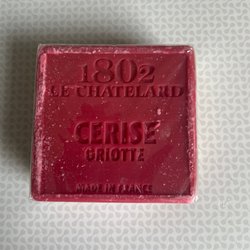 1802
LE CHATELARD
CERISE
GRIOTTE
MADE IN FRANCE